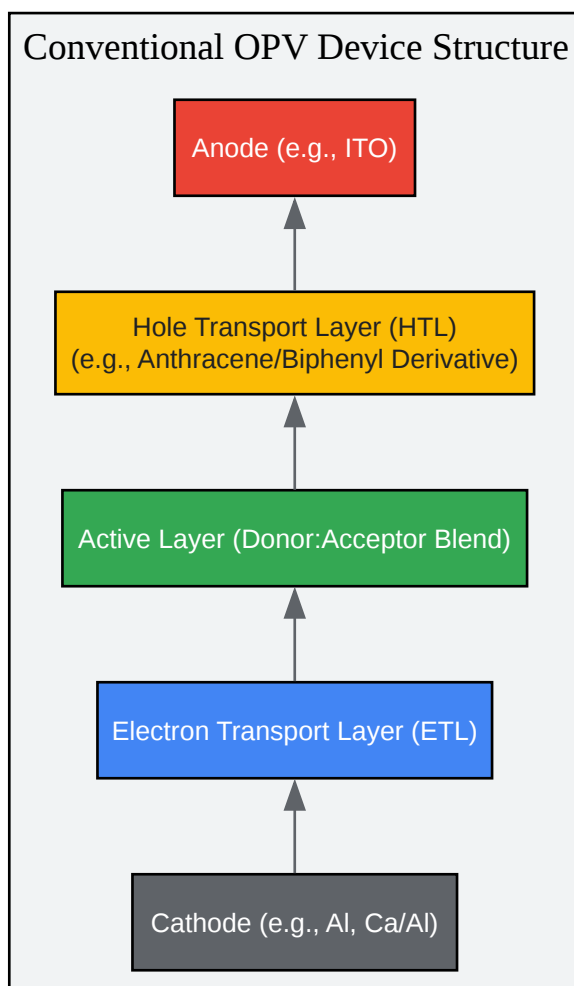 Conventional OPV Device Structure
Anode (e.g., ITO)
Hole Transport Layer (HTL)
(e.g., Anthracene/Biphenyl Derivative)
Active Layer (Donor:Acceptor Blend)
Electron Transport Layer (ETL)
Cathode (e.g., Al, Ca/Al)